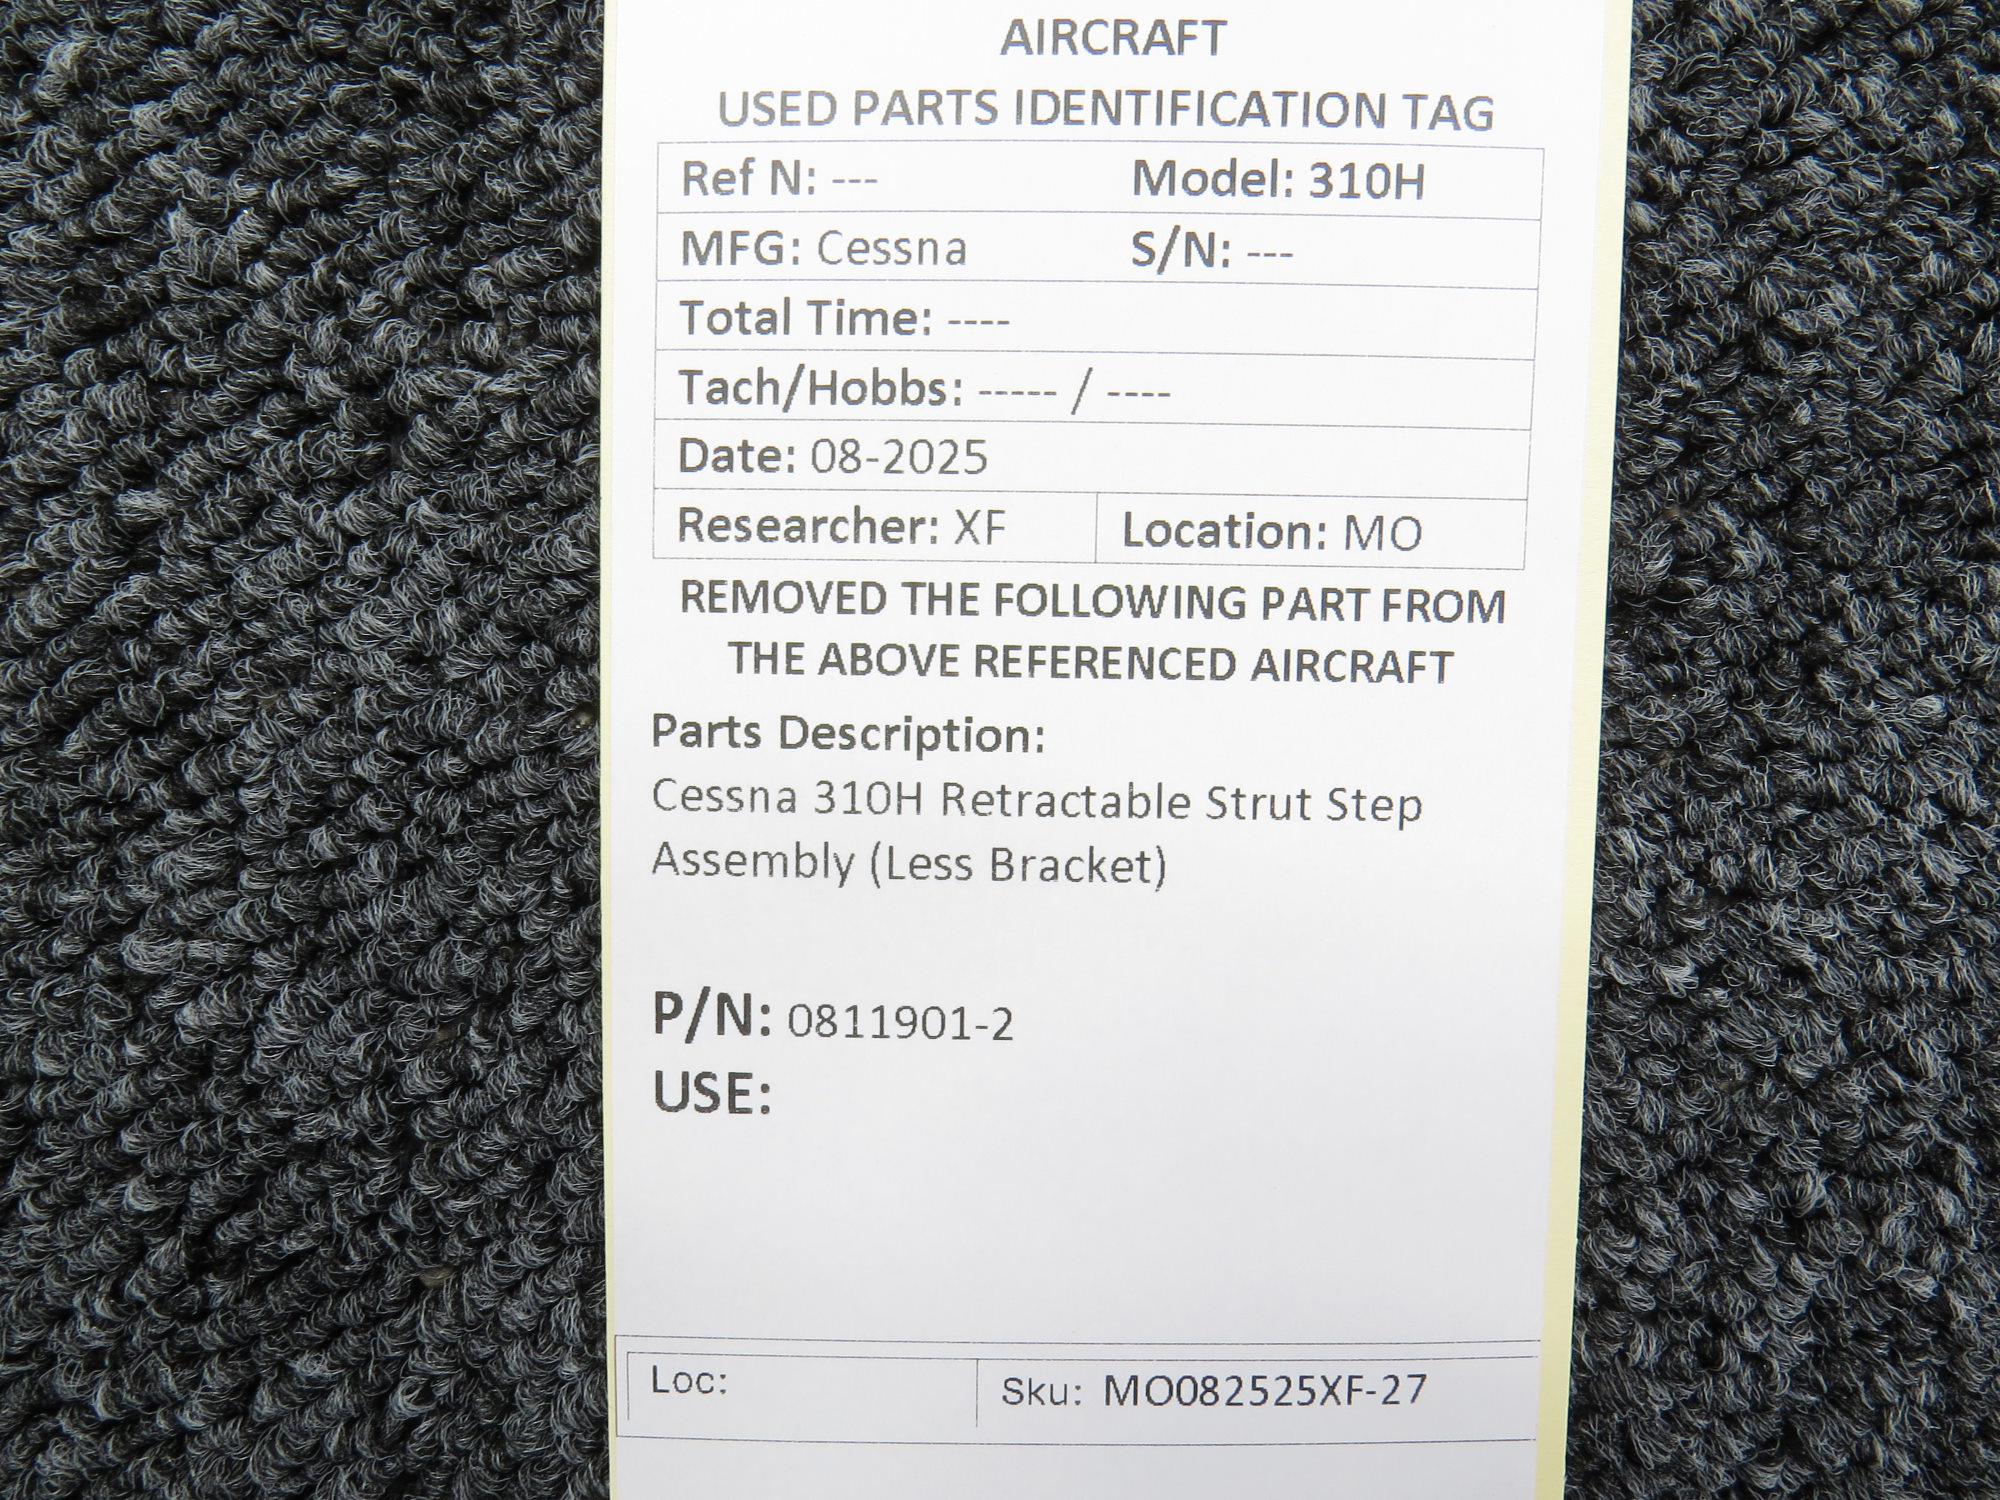 AIRCRAFT
USED PARTS IDENTIFICATION TAG
Ref N: --- Model: 310H
MFG: Cessna S/N: ---
Total Time: ----
Tach/Hobbs: ----- / ----
Date: 08-2025
Researcher: XF Location: MO
REMOVED THE FOLLOWING PART FROM
THE ABOVE REFERENCED AIRCRAFT
Parts Description:
Cessna 310H Retractable Strut Step
Assembly (Less Bracket)
P/N: 0811901-2
USE:
Loc: Sku: MO082525XF-27